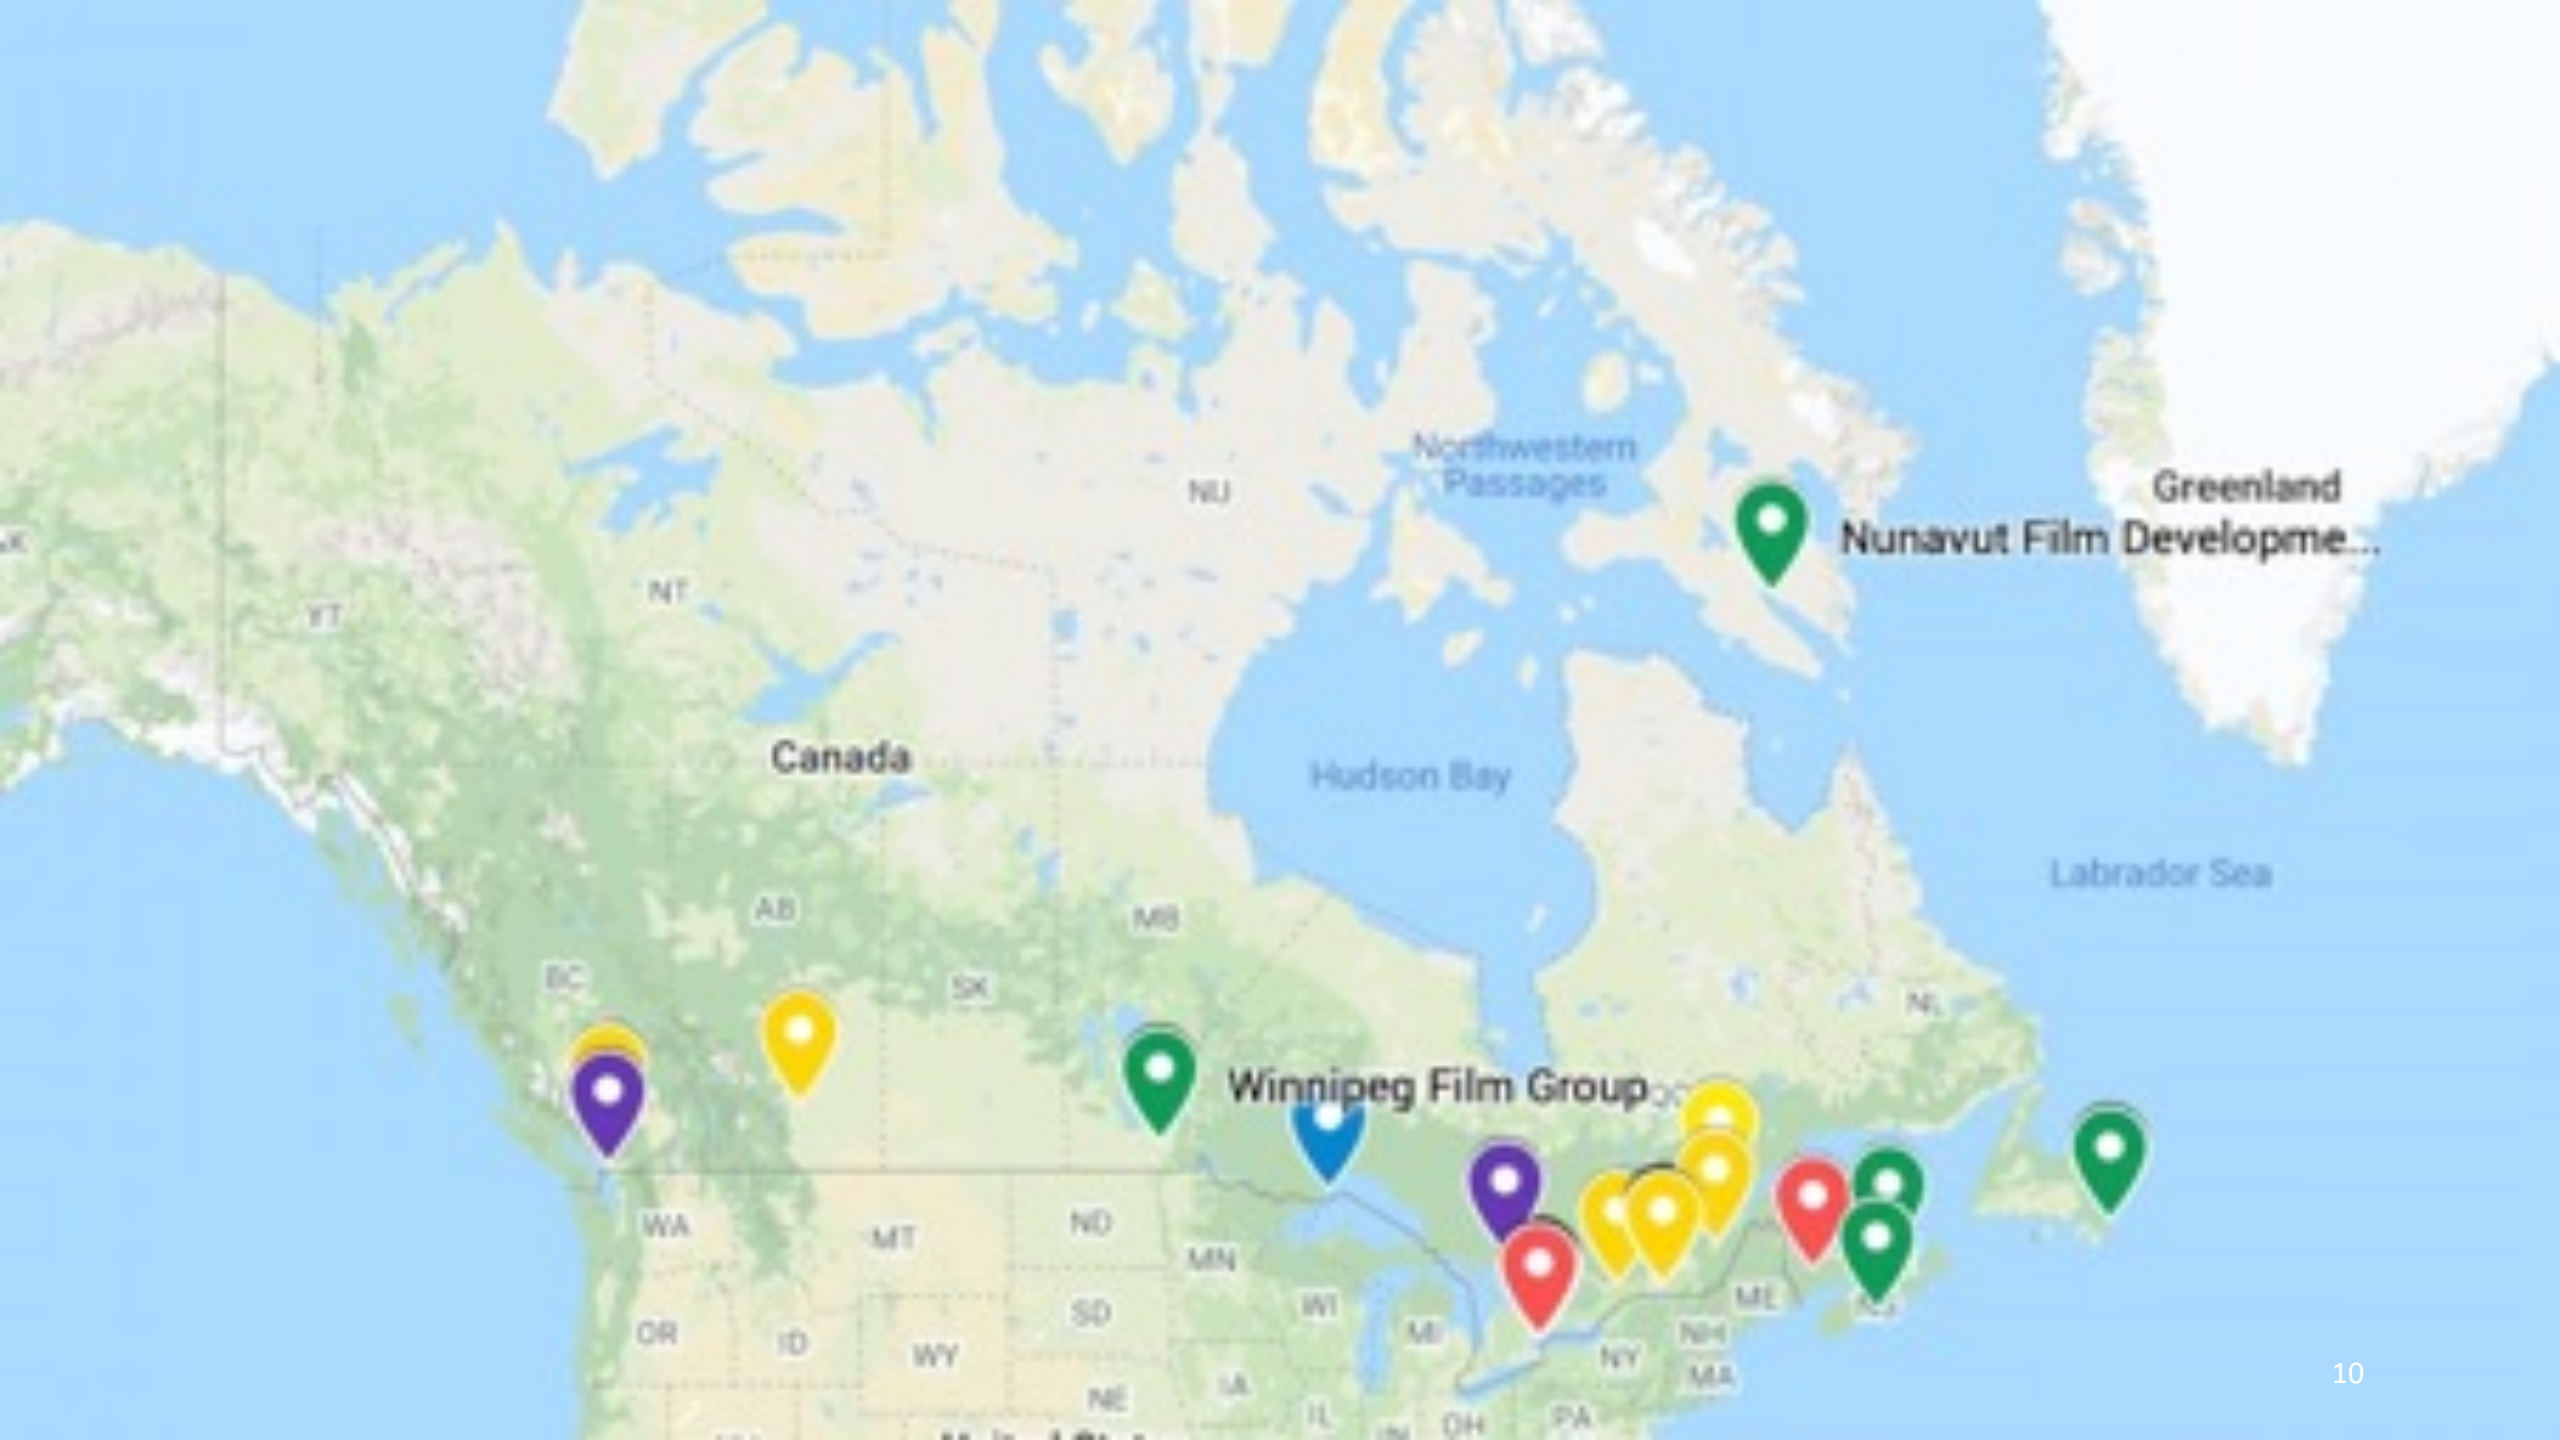 Northwestern
Passages
NU
Greenland
Nunavut Film Developme...
NT
YT
Canada
Hudson Bay
Labrador Sea
AB
MB
BC
SK
NL
Winnipeg Film Group
WA
MT
ND
MN
ME
OR
ID
SD
WI
MI
NH
WY
NY
MA
NE
IA
IL
OH
PA
10